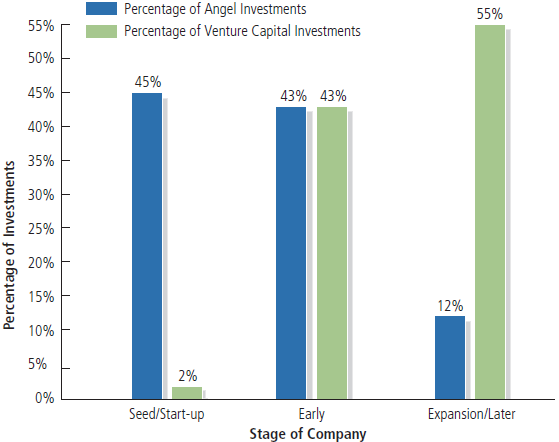 Percentage of Angel Investments
Percentage of Venture Capital Investments
55%
50%
45%
40%
35%
30%
25%
20%
15%
10%
5%
0%
Percentage of Investments
45%
2%
43% 43%
12%
55%
Seed/Start-up
Early
Expansion/Later
Stage of Company